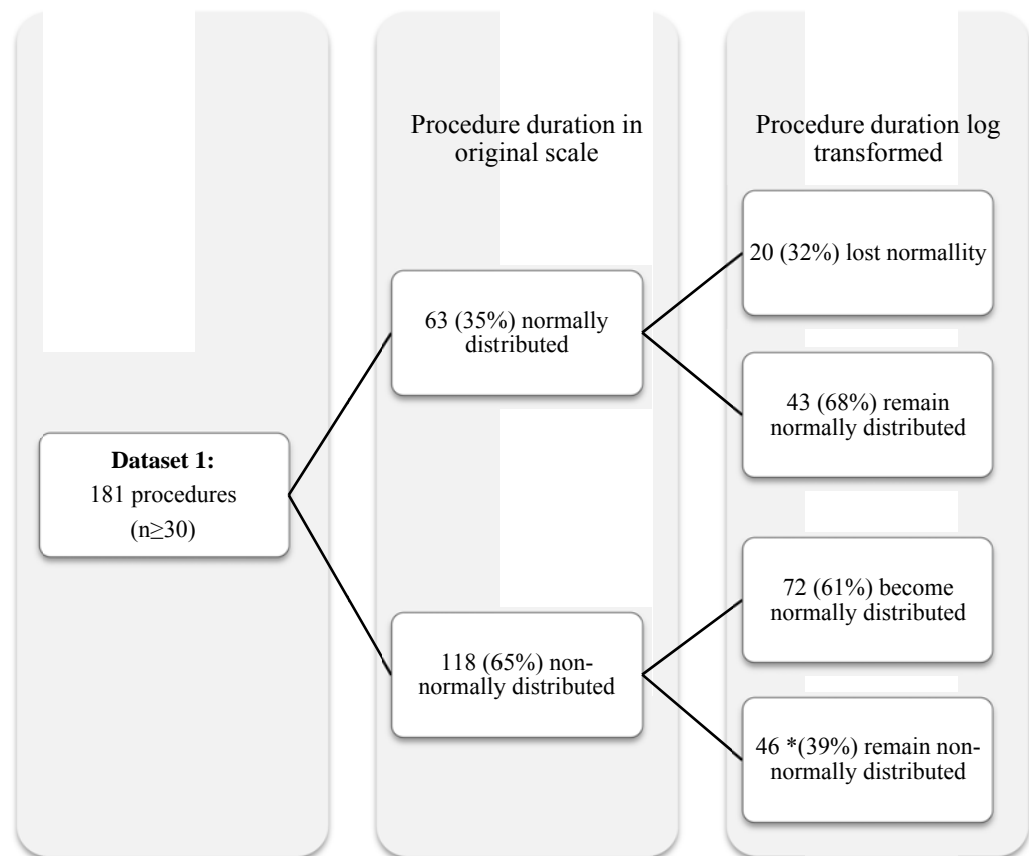 Procedure duration in
original scale
Procedure duration log
transformed
20 (32%) lost normallity
63 (35%) normally
distributed
43 (68%) remain
normally distributed
Dataset 1:
181 procedures
(n≥30)
72 (61%) become
normally distributed
118 (65%) non-
normally distributed
46 *(39%) remain non-
normally distributed